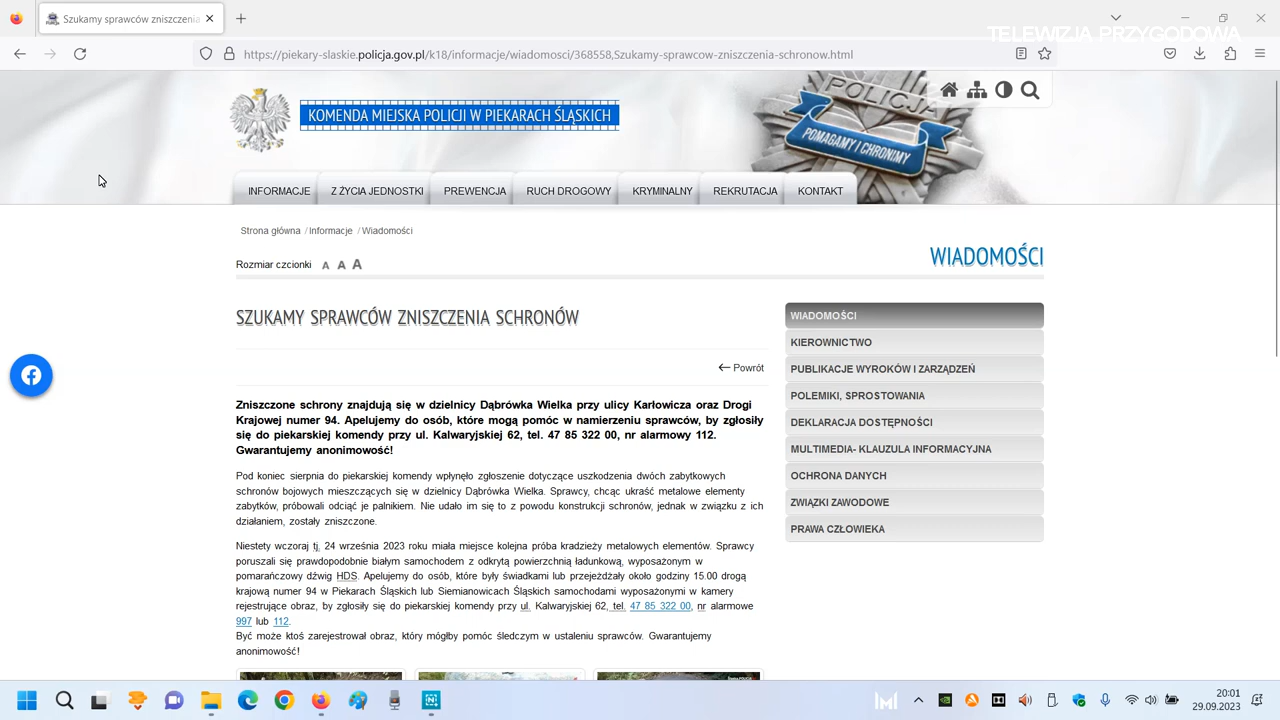 Szukamy sprawców zniszczenia
TELEWIZJA PRZYGODOWA
https://piekary-slaskie.policja.gov.pl/k18/informacje/wiadomosci/368558,Szukamy-sprawcow-zniszczenia-schronow.html
KOMENDA MIEJSKA POLICJI W PIEKARACH ŚLĄSKICH
POLICJA
POMAGAMY I CHRONIMY
INFORMACJE Z ŻYCIA JEDNOSTKI PREWENCJA RUCH DROGOWY KRYMINALNY REKRUTACJA KONTAKT
Strona główna / Informacje / Wiadomości
WIADOMOŚCI
Rozmiar czcionki A A A
SZUKAMY SPRAWCÓW ZNISZCZENIA SCHRONÓW
Powrót
Zniszczone schrony znajdują się w dzielnicy Dąbrówka Wielka przy ulicy Karłowicza oraz Drogi
Krajowej numer 94. Apelujemy do osób, które mogą pomóc w namierzeniu sprawców, by zgłosiły
się do piekarskiej komendy przy ul. Kalwaryjskiej 62, tel. 47 85 322 00, nr alarmowy 112.
Gwarantujemy anonimowość!
Pod koniec sierpnia do piekarskiej komendy wpłynęło zgłoszenie dotyczące uszkodzenia dwóch zabytkowych
schronów bojowych mieszczących się w dzielnicy Dąbrówka Wielka. Sprawcy, chcąc ukraść metalowe elementy
zabytków, próbowali odciąć je palnikiem. Nie udało im się to z powodu konstrukcji schronów, jednak w związku z ich
działaniem, zostały zniszczone.
Niestety wczoraj tj. 24 września 2023 roku miała miejsce kolejna próba kradzieży metalowych elementów. Sprawcy
poruszali się prawdopodobnie białym samochodem z odkrytą powierzchnią ładunkową, wyposażonym w
pomarańczowy dźwig HDS. Apelujemy do osób, które były świadkami lub przejeżdżały około godziny 15.00 drogą
krajową numer 94 w Piekarach Śląskich lub Siemianowicach Śląskich samochodami wyposażonymi w kamery
rejestrujące obraz, by zgłosiły się do piekarskiej komendy przy ul. Kalwaryjskiej 62, tel. 47 85 322 00, nr alarmowe
997 lub 112.
Być może ktoś zarejestrował obraz, który mógłby pomóc śledczym w ustaleniu sprawców. Gwarantujemy
anonimowość!
WIADOMOŚCI
KIEROWNICTWO
PUBLIKACJE WYROKÓW I ZARZĄDZEŃ
POLEMIKI, SPROSTOWANIA
DEKLARACJA DOSTĘPNOŚCI
MULTIMEDIA- KLAUZULA INFORMACYJNA
OCHRONA DANYCH
ZWIĄZKI ZAWODOWE
PRAWA CZŁOWIEKA
20:01
29.09.2023